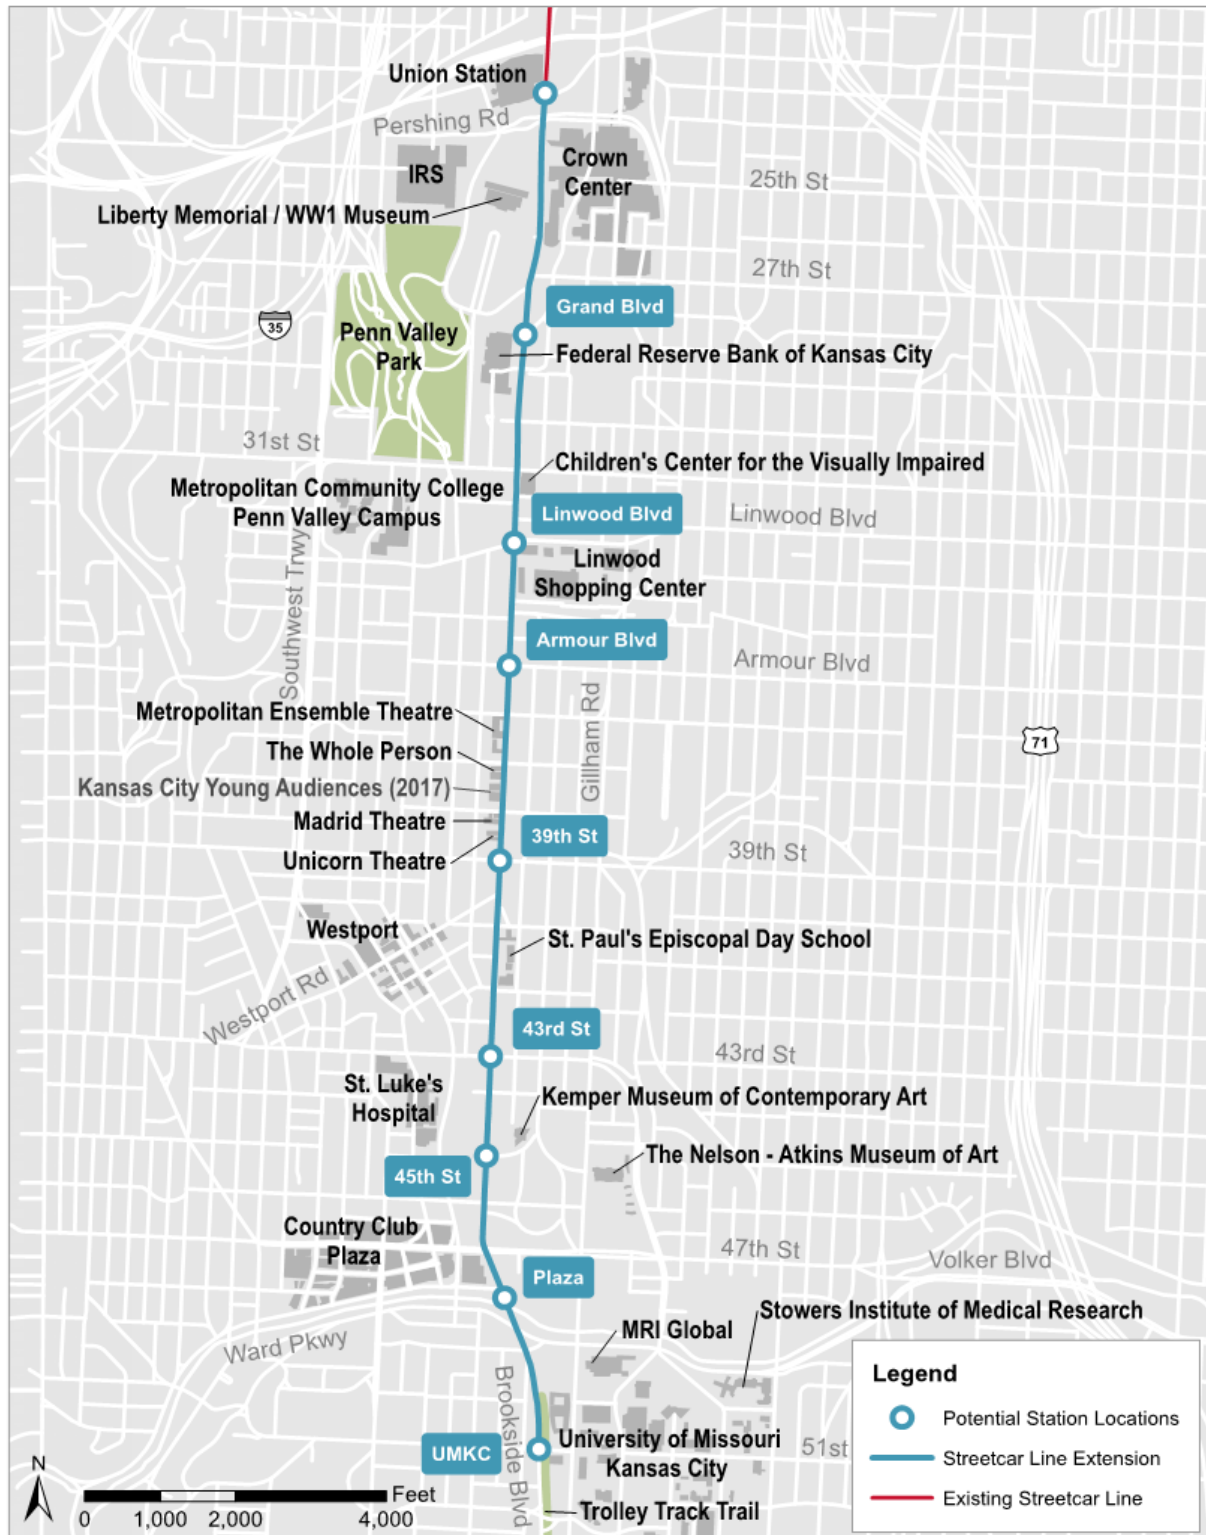 Union Station
Pershing Rd
IRS
Crown
Center
25th St
Liberty Memorial / WW1 Museum
27th St
Grand Blvd
35
Penn Valley
Park
Federal Reserve Bank of Kansas City
31st St
Children's Center for the Visually Impaired
Metropolitan Community College
Penn Valley Campus
Linwood Blvd
Linwood Blvd
Linwood
Shopping Center
Southwest Trwy
Armour Blvd
Armour Blvd
Gillham Rd
Metropolitan Ensemble Theatre
The Whole Person
71
Kansas City Young Audiences (2017)
Madrid Theatre
39th St
39th St
Unicorn Theatre
Westport
St. Paul's Episcopal Day School
Westport Rd
43rd St
43rd St
St. Luke's
Hospital
Kemper Museum of Contemporary Art
The Nelson - Atkins Museum of Art
45th St
Country Club
Plaza
47th St
Volker Blvd
Plaza
Stowers Institute of Medical Research
MRI Global
Ward Pkwy
Brookside Blvd
UMKC
University of Missouri
Kansas City
51st
Trolley Track Trail
Legend
Potential Station Locations
Streetcar Line Extension
Existing Streetcar Line
N
Feet
0 1,000 2,000 4,000